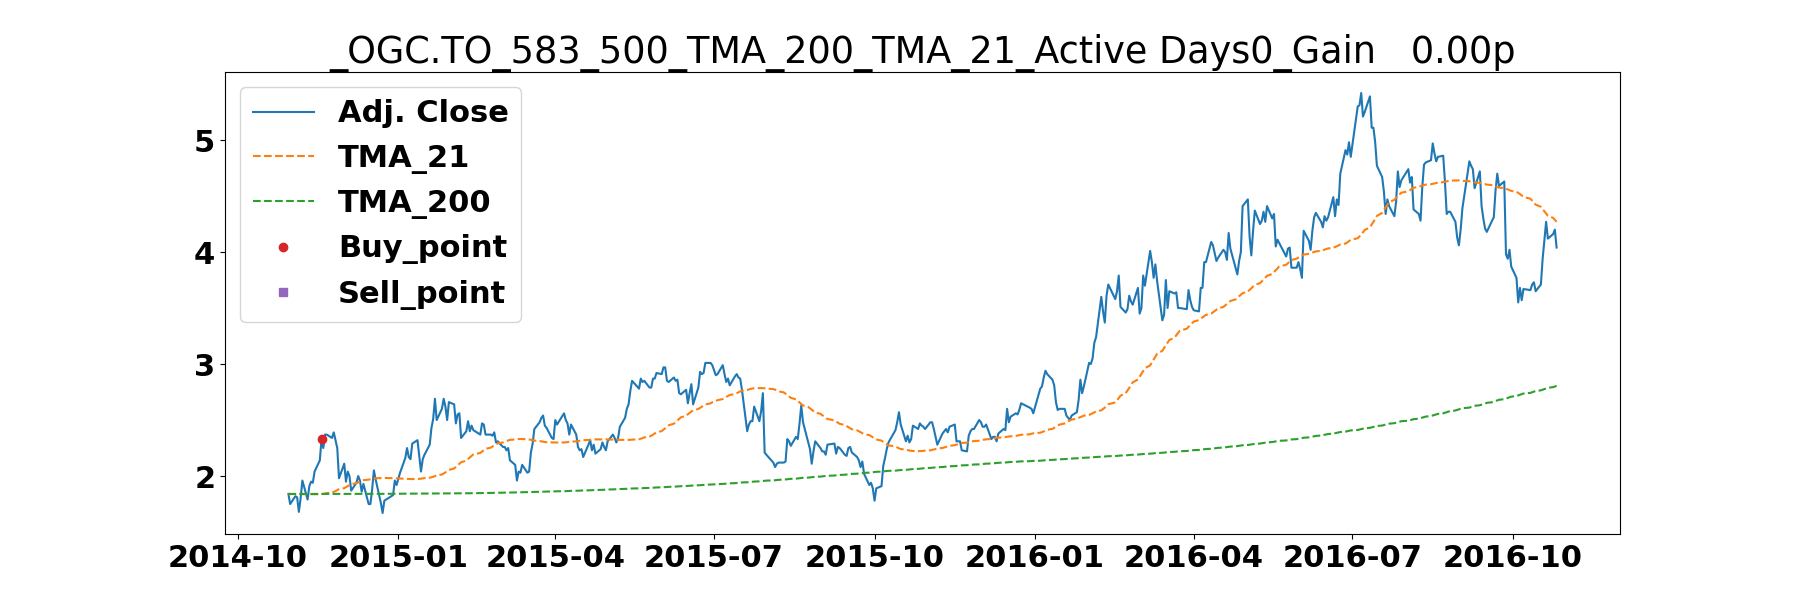 _OGC.TO_583_500_TMA_200_TMA_21_Active Days0_Gain   0.00p
Adj. Close
TMA_21
TMA_200
Buy_point
Sell_point
5
4
3
2
2014-10 2015-01 2015-04 2015-07 2015-10 2016-01 2016-04 2016-07 2016-10